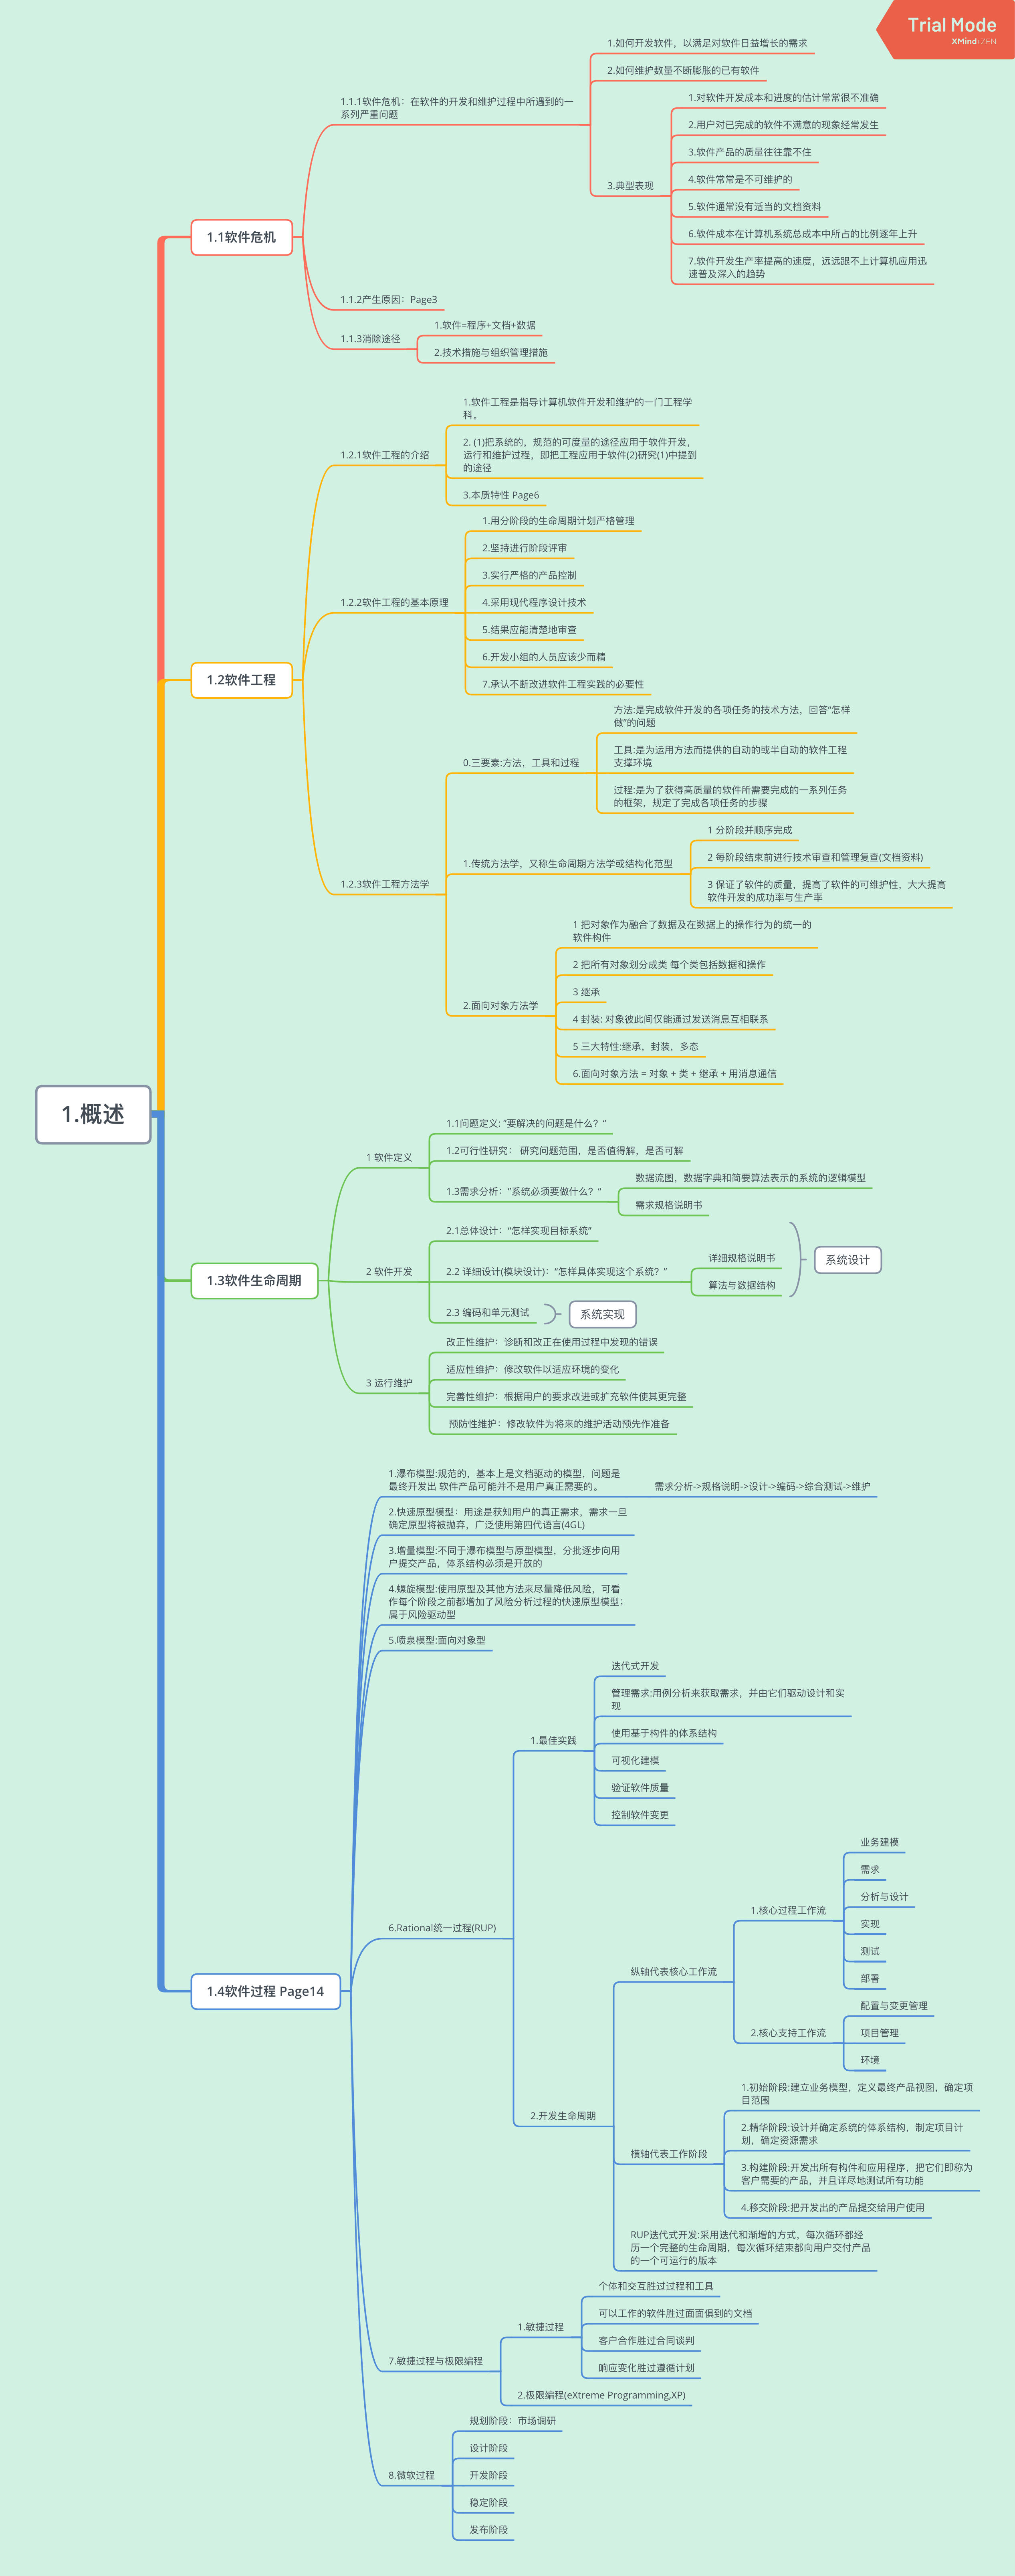 Trial Mode
XMind:ZEN
1.概述
1.1软件危机
1.1.1软件危机：在软件的开发和维护过程中所遇到的一
系列严重问题
1.如何开发软件，以满足对软件日益增长的需求
2.如何维护数量不断膨胀的已有软件
3.典型表现
1.对软件开发成本和进度的估计常常很不准确
2.用户对已完成的软件不满意的现象经常发生
3.软件产品的质量往往靠不住
4.软件常常是不可维护的
5.软件通常没有适当的文档资料
6.软件成本在计算机系统总成本中所占的比例逐年上升
7.软件开发生产率提高的速度，远远跟不上计算机应用迅
速普及深入的趋势
1.1.2产生原因：Page3
1.1.3消除途径
1.软件=程序+文档+数据
2.技术措施与组织管理措施
1.2软件工程
1.2.1软件工程的介绍
1.软件工程是指导计算机软件开发和维护的一门工程学
科。
2. (1)把系统的，规范的可度量的途径应用于软件开发，
运行和维护过程，即把工程应用于软件(2)研究(1)中提到
的途径
3.本质特性 Page6
1.2.2软件工程的基本原理
1.用分阶段的生命周期计划严格管理
2.坚持进行阶段评审
3.实行严格的产品控制
4.采用现代程序设计技术
5.结果应能清楚地审查
6.开发小组的人员应该少而精
7.承认不断改进软件工程实践的必要性
1.2.3软件工程方法学
0.三要素:方法，工具和过程
方法:是完成软件开发的各项任务的技术方法，回答“怎样
做”的问题
工具:是为运用方法而提供的自动的或半自动的软件工程
支撑环境
过程:是为了获得高质量的软件所需要完成的一系列任务
的框架，规定了完成各项任务的步骤
1.传统方法学，又称生命周期方法学或结构化范型
1 分阶段并顺序完成
2 每阶段结束前进行技术审查和管理复查(文档资料)
3 保证了软件的质量，提高了软件的可维护性，大大提高
软件开发的成功率与生产率
2.面向对象方法学
1 把对象作为融合了数据及在数据上的操作行为的统一的
软件构件
2 把所有对象划分成类 每个类包括数据和操作
3 继承
4 封装: 对象彼此间仅能通过发送消息互相联系
5 三大特性:继承，封装，多态
6.面向对象方法 = 对象 + 类 + 继承 + 用消息通信
1.3软件生命周期
1 软件定义
1.1问题定义: “要解决的问题是什么？“
1.2可行性研究： 研究问题范围，是否值得解，是否可解
1.3需求分析：”系统必须要做什么？“
数据流图，数据字典和简要算法表示的系统的逻辑模型
需求规格说明书
2 软件开发
2.1总体设计：“怎样实现目标系统”
2.2 详细设计(模块设计)：“怎样具体实现这个系统？”
详细规格说明书
算法与数据结构
系统设计
2.3 编码和单元测试
系统实现
3 运行维护
改正性维护：诊断和改正在使用过程中发现的错误
适应性维护：修改软件以适应环境的变化
完善性维护：根据用户的要求改进或扩充软件使其更完整
预防性维护：修改软件为将来的维护活动预先作准备
1.4软件过程 Page14
1.瀑布模型:规范的，基本上是文档驱动的模型，问题是
最终开发出 软件产品可能并不是用户真正需要的。
需求分析->规格说明->设计->编码->综合测试->维护
2.快速原型模型：用途是获知用户的真正需求，需求一旦
确定原型将被抛弃，广泛使用第四代语言(4GL)
3.增量模型:不同于瀑布模型与原型模型，分批逐步向用
户提交产品，体系结构必须是开放的
4.螺旋模型:使用原型及其他方法来尽量降低风险，可看
作每个阶段之前都增加了风险分析过程的快速原型模型；
属于风险驱动型
5.喷泉模型:面向对象型
6.Rational统一过程(RUP)
1.最佳实践
迭代式开发
管理需求:用例分析来获取需求，并由它们驱动设计和实
现
使用基于构件的体系结构
可视化建模
验证软件质量
控制软件变更
2.开发生命周期
纵轴代表核心工作流
1.核心过程工作流
业务建模
需求
分析与设计
实现
测试
部署
2.核心支持工作流
配置与变更管理
项目管理
环境
横轴代表工作阶段
1.初始阶段:建立业务模型，定义最终产品视图，确定项
目范围
2.精华阶段:设计并确定系统的体系结构，制定项目计
划，确定资源需求
3.构建阶段:开发出所有构件和应用程序，把它们即称为
客户需要的产品，并且详尽地测试所有功能
4.移交阶段:把开发出的产品提交给用户使用
RUP迭代式开发:采用迭代和渐增的方式，每次循环都经
历一个完整的生命周期，每次循环结束都向用户交付产品
的一个可运行的版本
7.敏捷过程与极限编程
1.敏捷过程
个体和交互胜过过程和工具
可以工作的软件胜过面面俱到的文档
客户合作胜过合同谈判
响应变化胜过遵循计划
2.极限编程(eXtreme Programming,XP)
8.微软过程
规划阶段：市场调研
设计阶段
开发阶段
稳定阶段
发布阶段